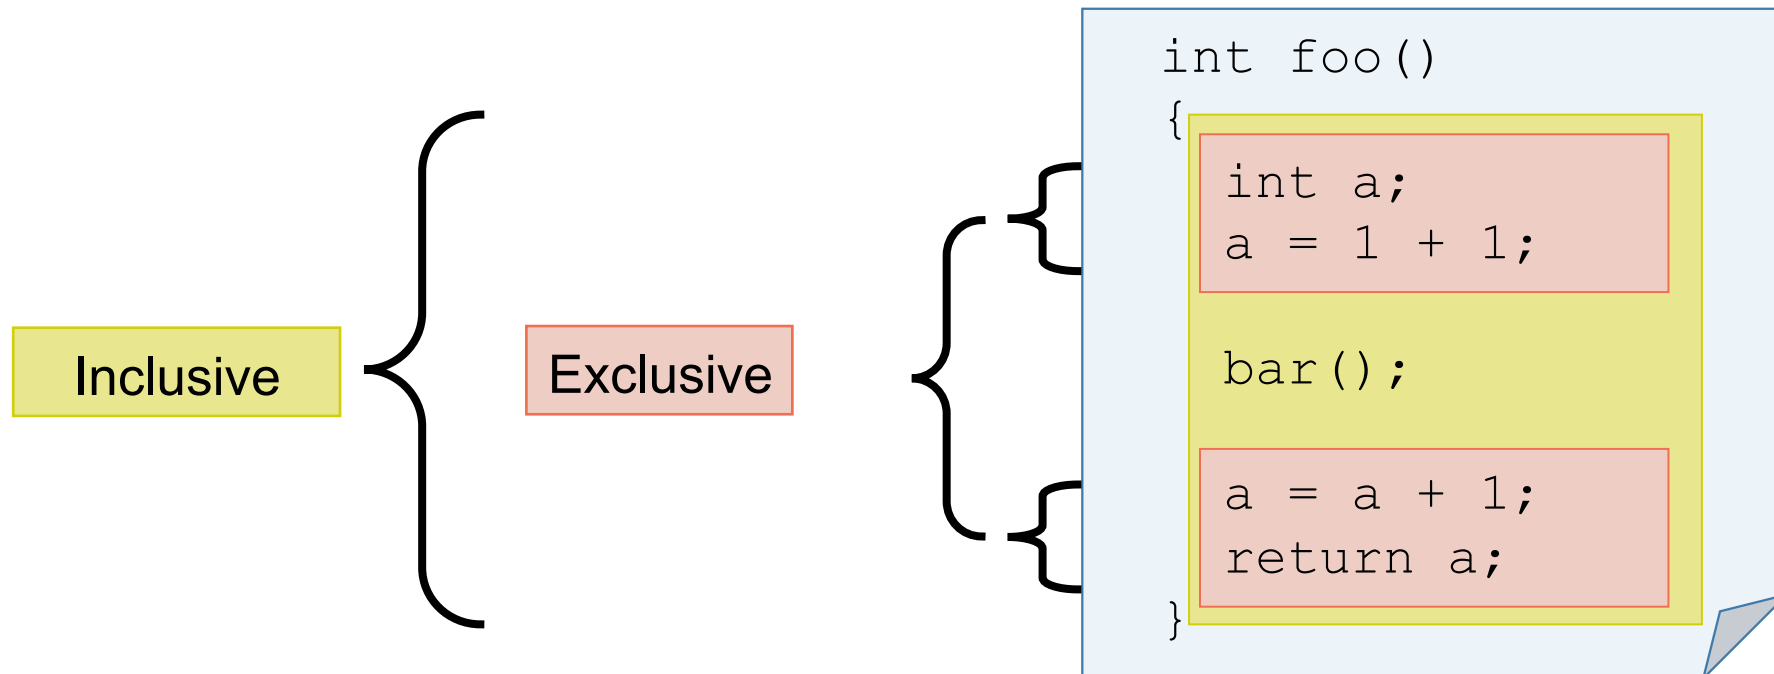 Inclusive
Exclusive
int foo()
{
int a;
a = 1 + 1;
bar();
a = a + 1;
return a;
}